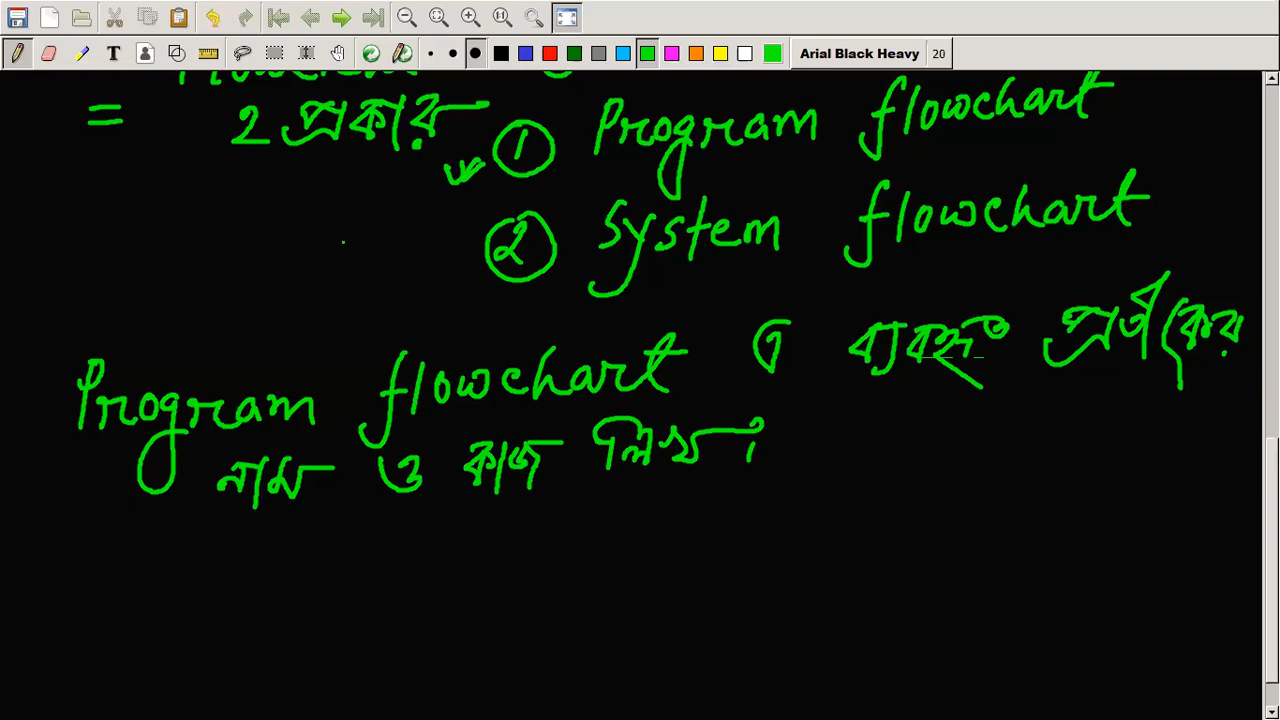 Arial Black Heavy 20
= 2 প্রকার ① Program flowchart
② System flowchart
Program flowchart এ ব্যবহৃত প্রতীকের
নাম ও কাজ লিখ।